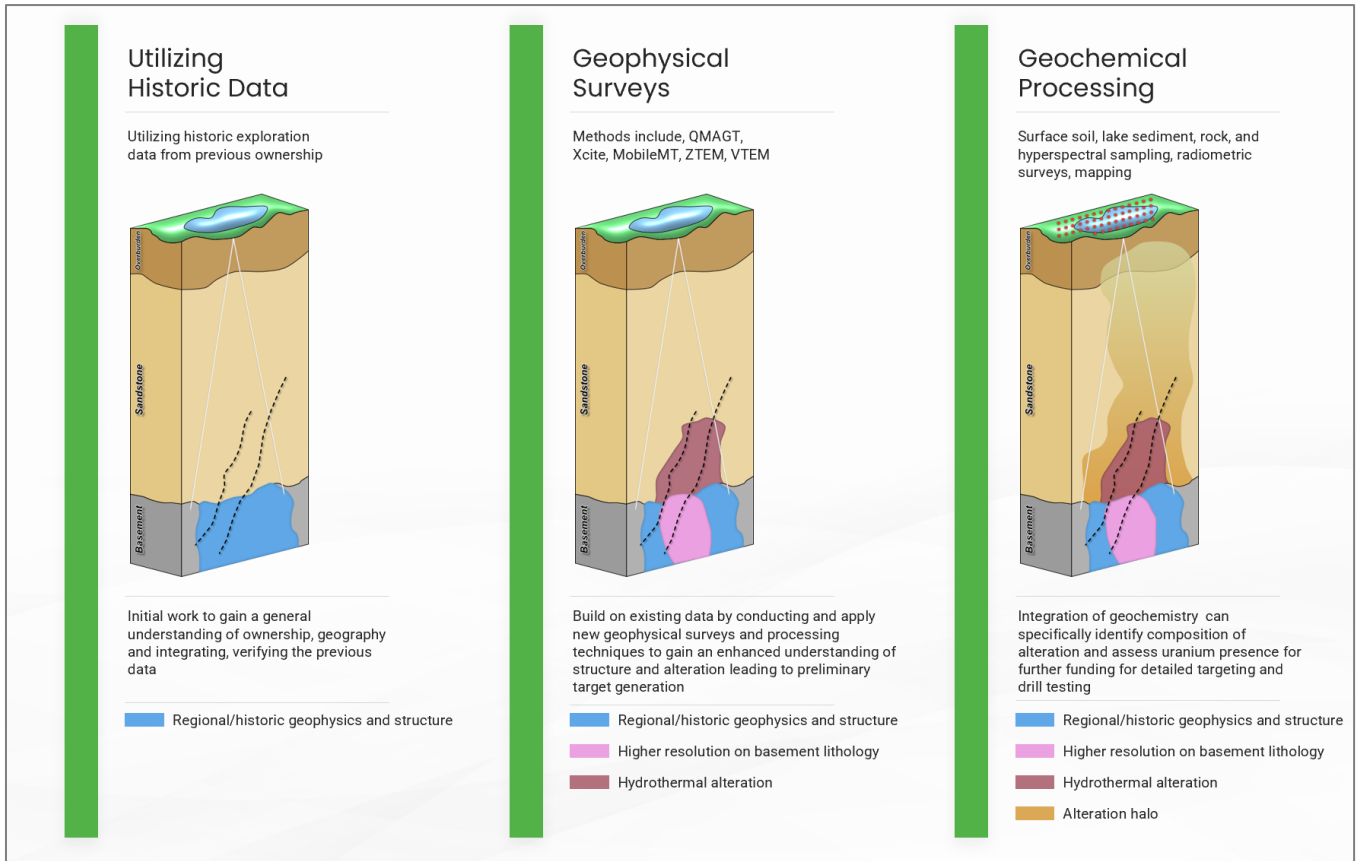 Utilizing
Historic Data
Utilizing historic exploration
data from previous ownership
Overburden
Sandstone
Basement
Initial work to gain a general
understanding of ownership, geography
and integrating, verifying the previous
data
Regional/historic geophysics and structure
Geophysical
Surveys
Methods include, QMAGT,
Xcite, MobileMT, ZTEM, VTEM
Overburden
Sandstone
Basement
Build on existing data by conducting and apply
new geophysical surveys and processing
techniques to gain an enhanced understanding of
structure and alteration leading to preliminary
target generation
Regional/historic geophysics and structure
Higher resolution on basement lithology
Hydrothermal alteration
Geochemical
Processing
Surface soil, lake sediment, rock, and
hyperspectral sampling, radiometric
surveys, mapping
Overburden
Sandstone
Basement
Integration of geochemistry can
specifically identify composition of
alteration and assess uranium presence for
further funding for detailed targeting and
drill testing
Regional/historic geophysics and structure
Higher resolution on basement lithology
Hydrothermal alteration
Alteration halo